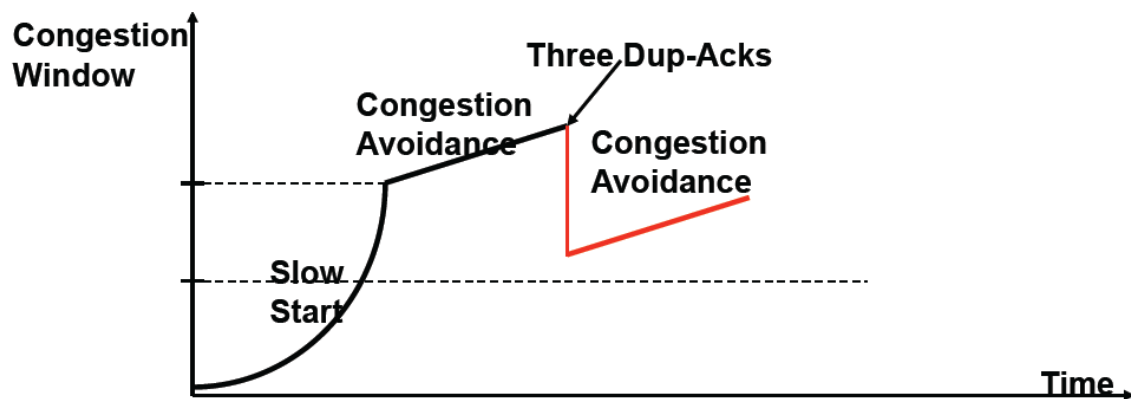 Congestion
Window
Three Dup-Acks
Congestion
Avoidance
Congestion
Avoidance
Slow
Start
Time